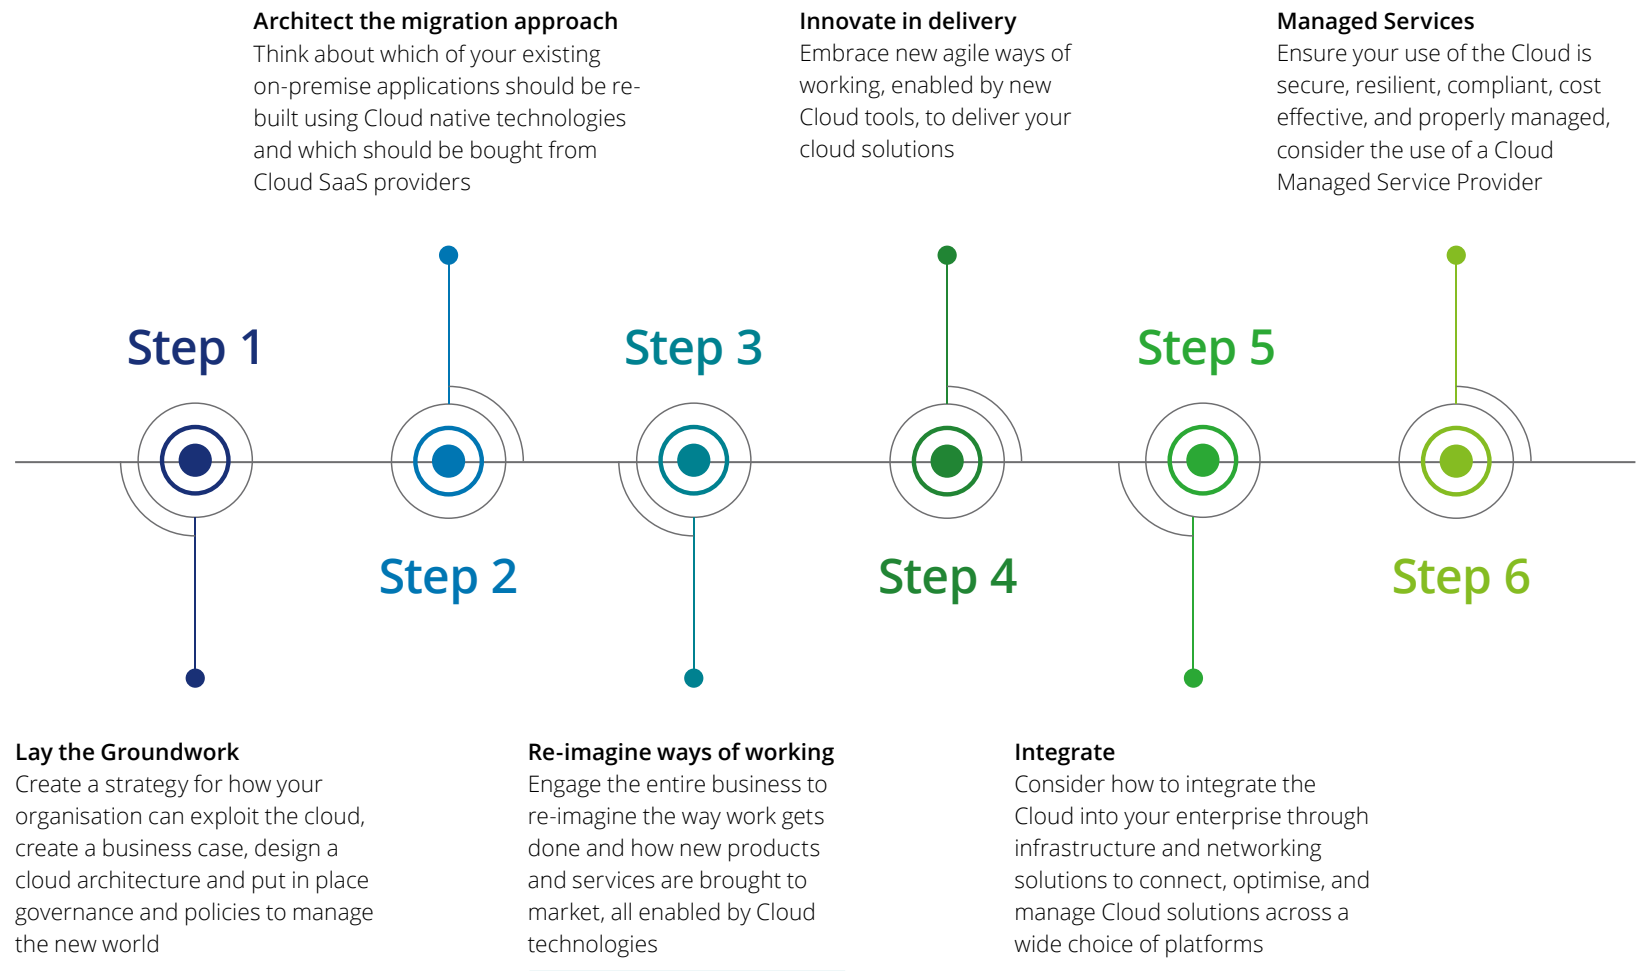 Architect the migration approach
Think about which of your existing
on-premise applications should be re-
built using Cloud native technologies
and which should be bought from
Cloud SaaS providers
Innovate in delivery
Embrace new agile ways of
working, enabled by new
Cloud tools, to deliver your
cloud solutions
Managed Services
Ensure your use of the Cloud is
secure, resilient, compliant, cost
effective, and properly managed,
consider the use of a Cloud
Managed Service Provider
Step 1
Step 3
Step 5
Step 2
Step 4
Step 6
Lay the Groundwork
Create a strategy for how your
organisation can exploit the cloud,
create a business case, design a
cloud architecture and put in place
governance and policies to manage
the new world
Re-imagine ways of working
Engage the entire business to
re-imagine the way work gets
done and how new products
and services are brought to
market, all enabled by Cloud
technologies
Integrate
Consider how to integrate the
Cloud into your enterprise through
infrastructure and networking
solutions to connect, optimise, and
manage Cloud solutions across a
wide choice of platforms